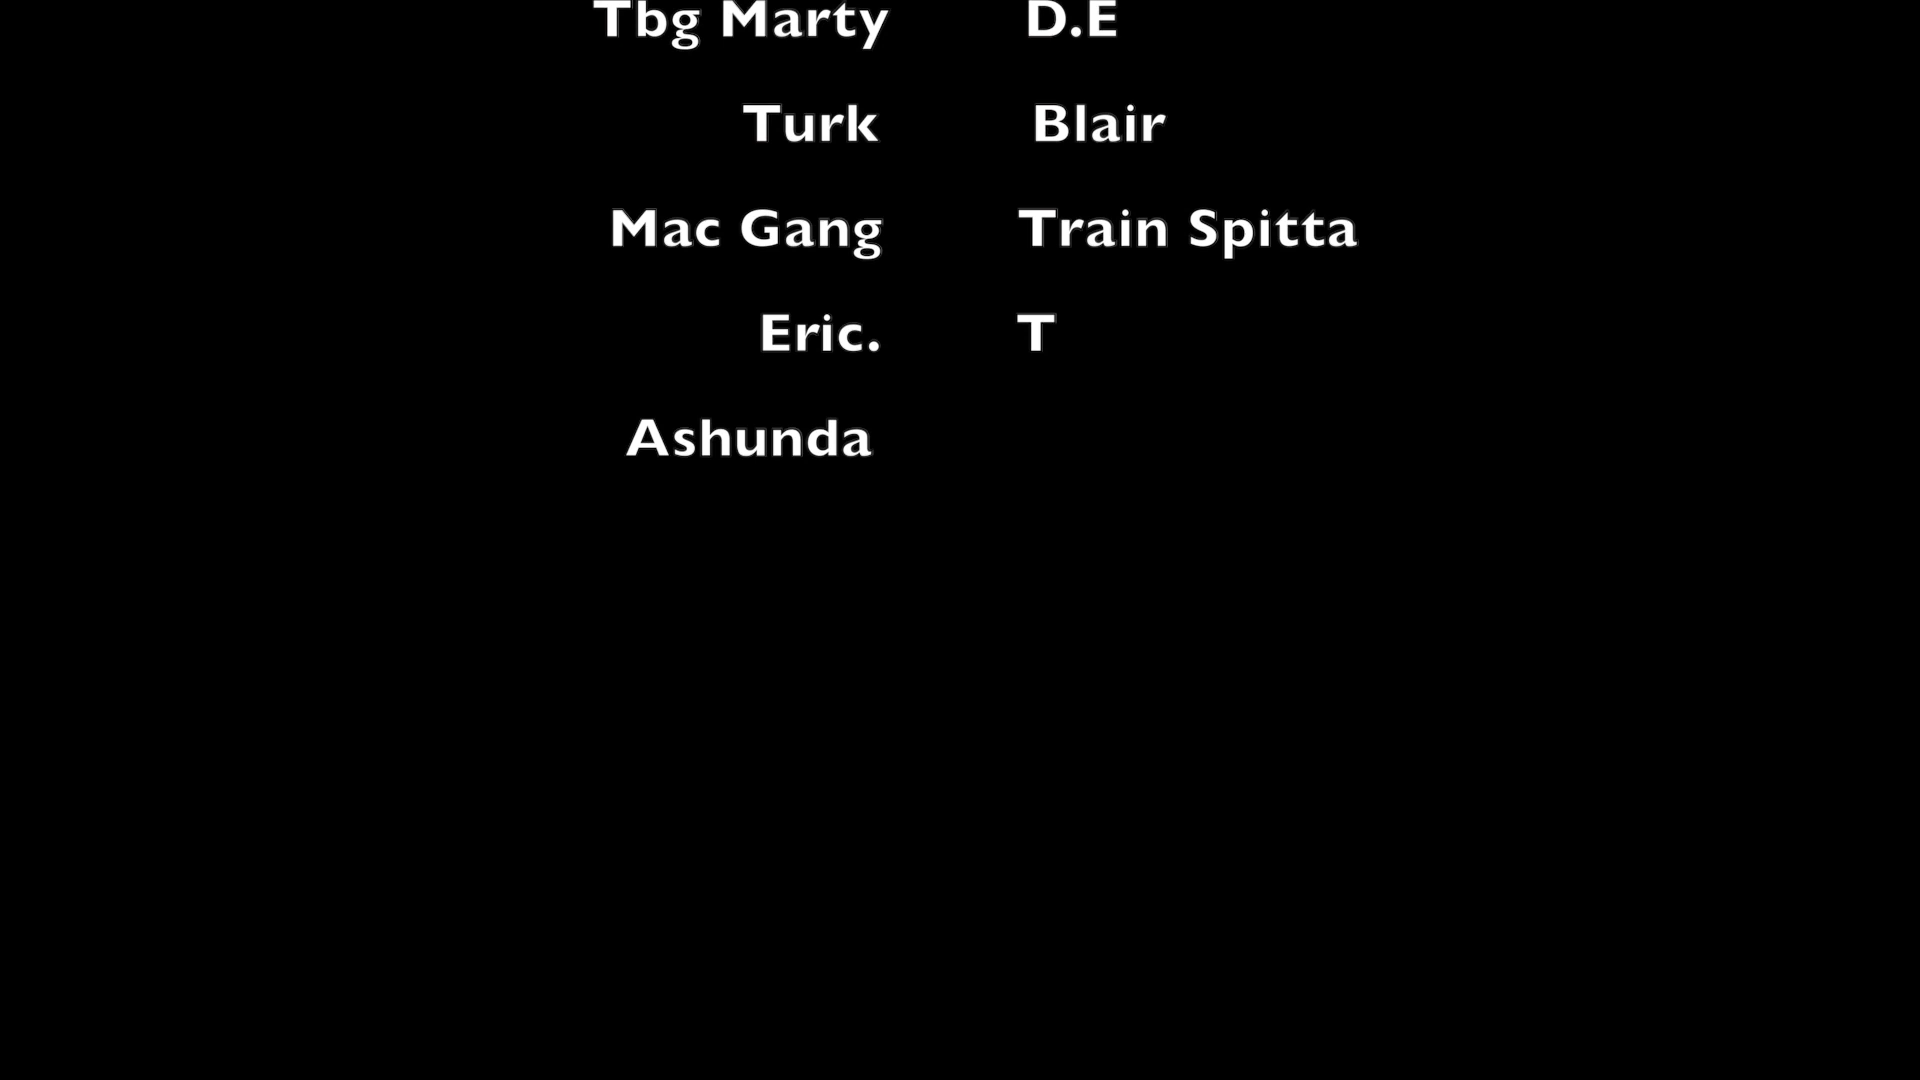 Tbg Marty D.E
Turk Blair
Mac Gang Train Spitta
Eric. T
Ashunda